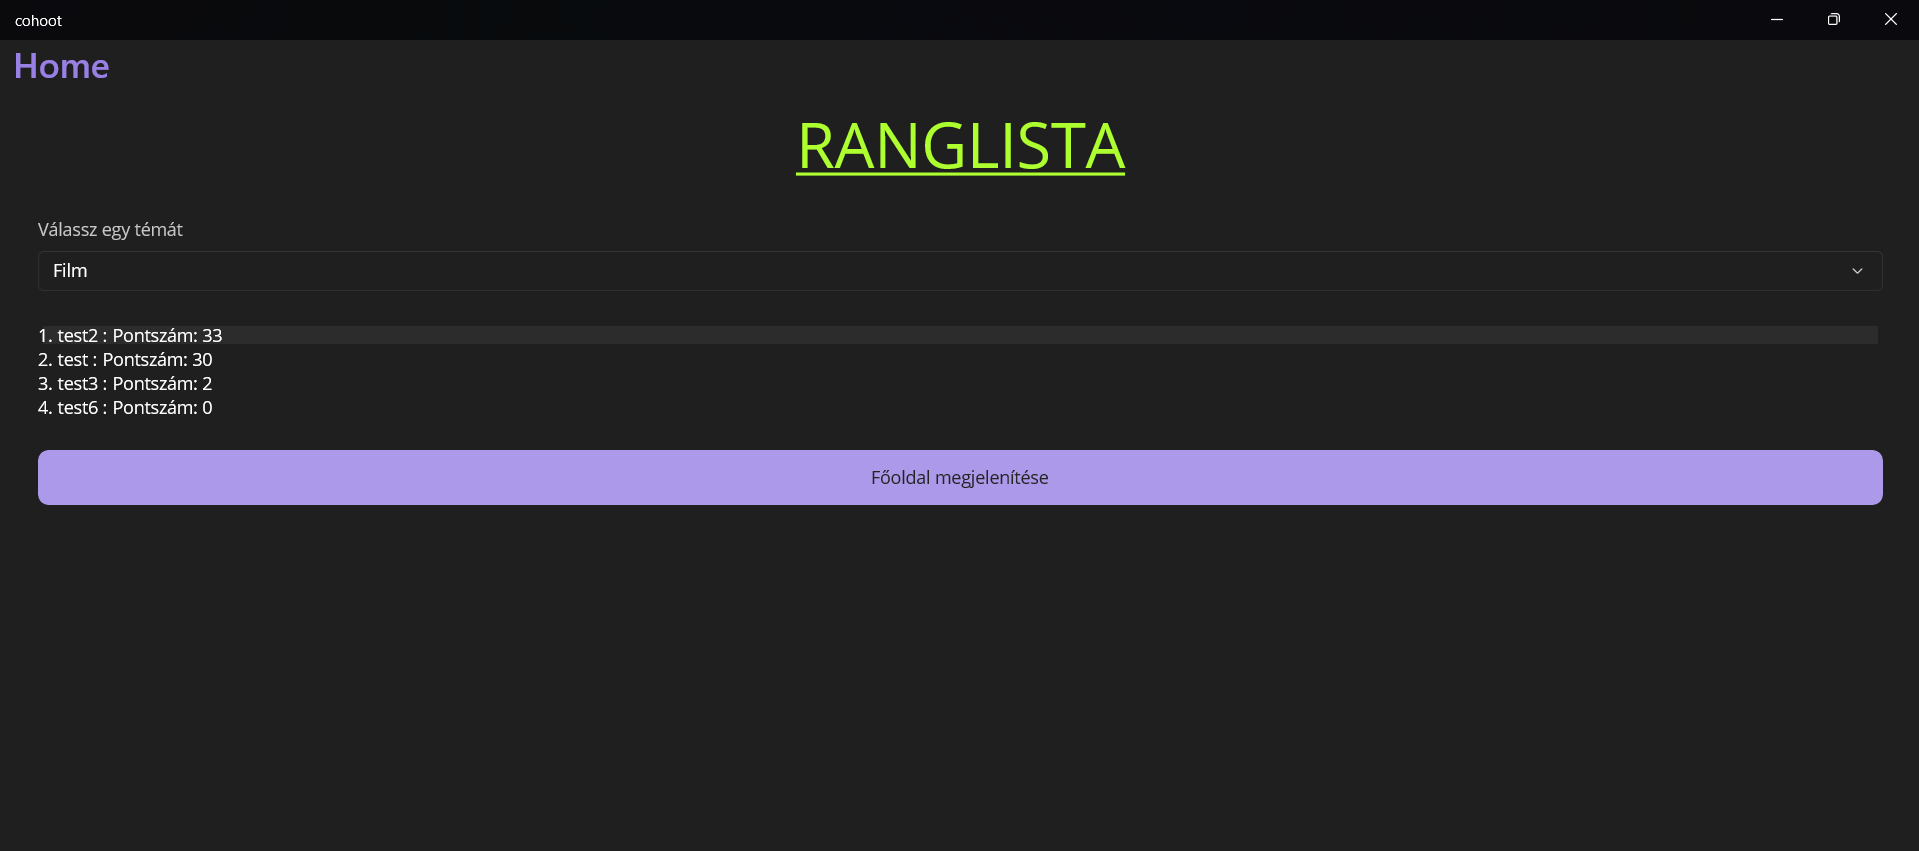 cohoot
Home
RANGLISTA
Válassz egy témát
Film
1. test2 : Pontszám: 33
2. test : Pontszám: 30
3. test3 : Pontszám: 2
4. test6 : Pontszám: 0
Főoldal megjelenítése